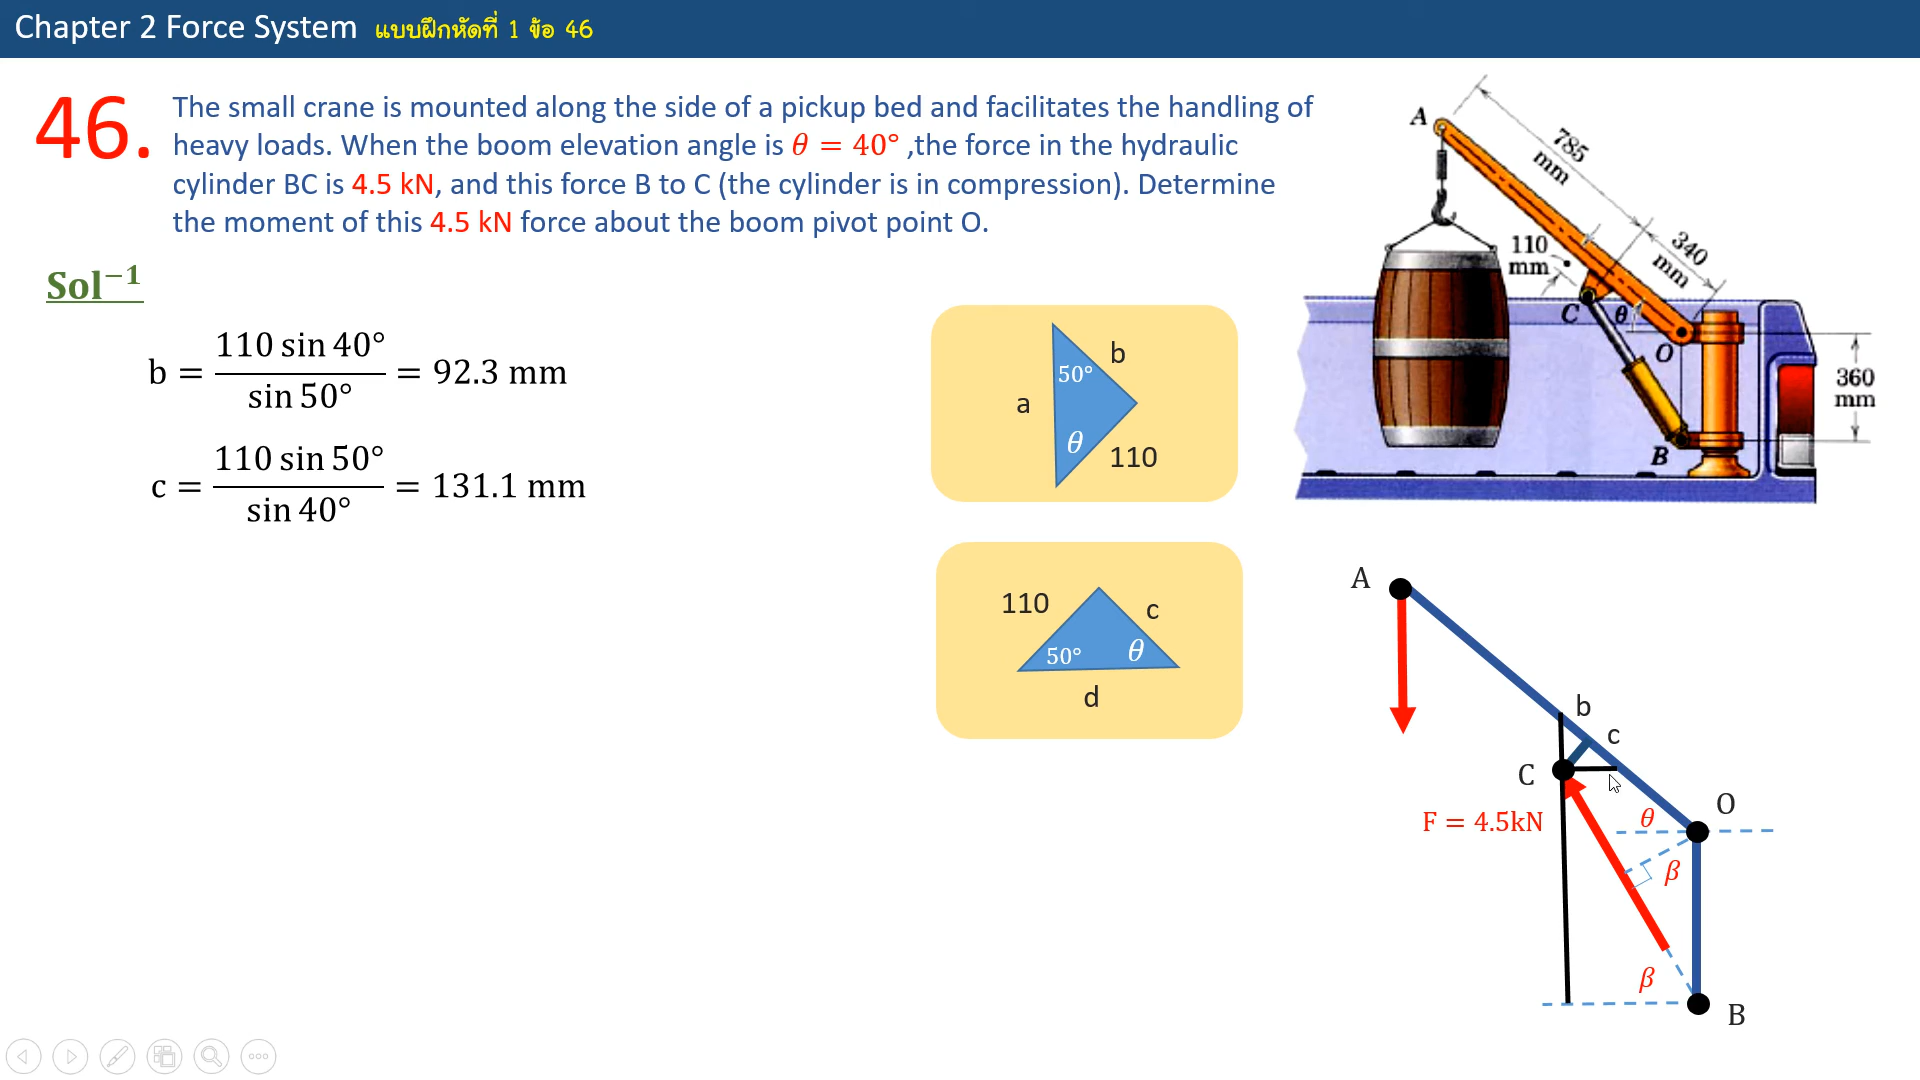 Chapter 2 Force System แบบฝึกหัดที่ 1 ข้อ 46
46.
The small crane is mounted along the side of a pickup bed and facilitates the handling of
heavy loads. When the boom elevation angle is θ = 40° ,the force in the hydraulic
cylinder BC is 4.5 kN, and this force B to C (the cylinder is in compression). Determine
the moment of this 4.5 kN force about the boom pivot point O.
Sol⁻¹
b = 110 sin 40° / sin 50° = 92.3 mm
c = 110 sin 50° / sin 40° = 131.1 mm
50°
b
a
θ
110
110
c
50°
θ
d
A
785
mm
340
mm
110
mm
C
θ
O
360
mm
B
A
b
c
C
O
F = 4.5kN
θ
β
β
B